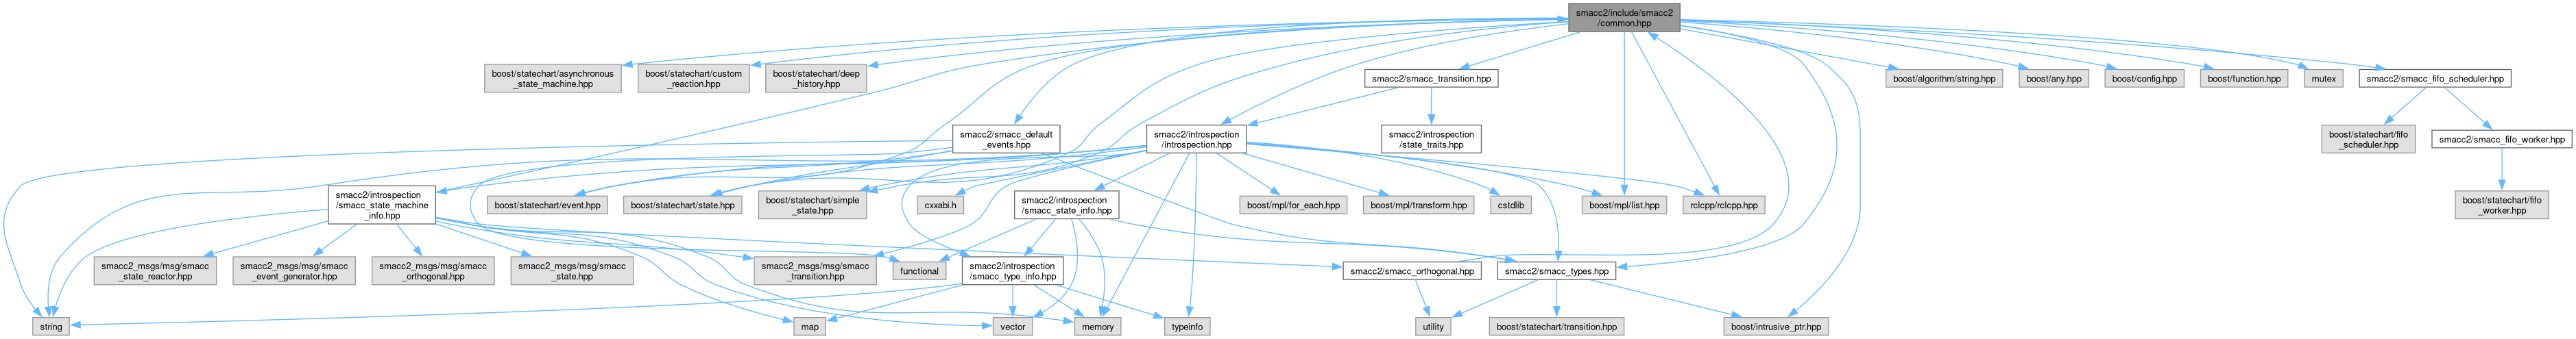 smacc2/include/smacc2
/common.hpp
boost/statechart/asynchronous
_state_machine.hpp
boost/statechart/custom
_reaction.hpp
boost/statechart/deep
_history.hpp
smacc2/smacc_transition.hpp
boost/algorithm/string.hpp
boost/any.hpp
boost/config.hpp
boost/function.hpp
mutex
smacc2/smacc_fifo_scheduler.hpp
smacc2/smacc_default
_events.hpp
smacc2/introspection
/introspection.hpp
smacc2/introspection
/state_traits.hpp
boost/statechart/fifo
_scheduler.hpp
smacc2/smacc_fifo_worker.hpp
smacc2/introspection
/smacc_state_machine
_info.hpp
boost/statechart/event.hpp
boost/statechart/state.hpp
boost/statechart/simple
_state.hpp
cxxabi.h
smacc2/introspection
/smacc_state_info.hpp
boost/mpl/for_each.hpp
boost/mpl/transform.hpp
cstdlib
boost/mpl/list.hpp
rclcpp/rclcpp.hpp
boost/statechart/fifo
_worker.hpp
smacc2_msgs/msg/smacc
_state_reactor.hpp
smacc2_msgs/msg/smacc
_event_generator.hpp
smacc2_msgs/msg/smacc
_orthogonal.hpp
smacc2_msgs/msg/smacc
_state.hpp
smacc2_msgs/msg/smacc
_transition.hpp
functional
smacc2/introspection
/smacc_type_info.hpp
smacc2/smacc_orthogonal.hpp
smacc2/smacc_types.hpp
string
map
vector
memory
typeinfo
utility
boost/statechart/transition.hpp
boost/intrusive_ptr.hpp